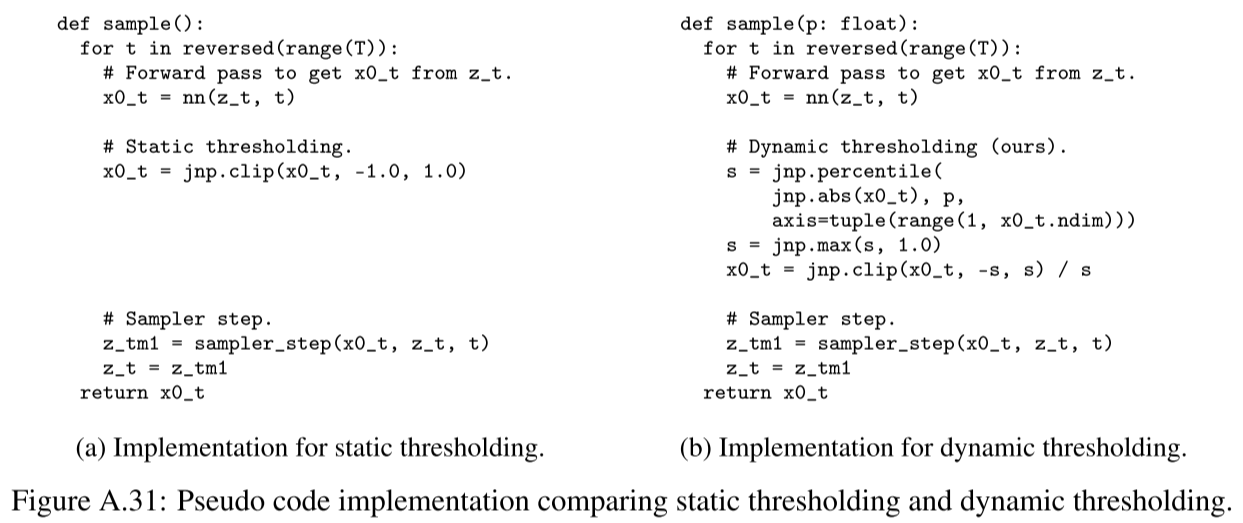 def sample():
for t in reversed(range(T)):
# Forward pass to get x0_t from z_t.
x0_t = nn(z_t, t)
# Static thresholding.
x0_t = jnp.clip(x0_t, -1.0, 1.0)
# Sampler step.
z_tm1 = sampler_step(x0_t, z_t, t)
z_t = z_tm1
return x0_t
(a) Implementation for static thresholding.
def sample(p: float):
for t in reversed(range(T)):
# Forward pass to get x0_t from z_t.
x0_t = nn(z_t, t)
# Dynamic thresholding (ours).
s = jnp.percentile(
jnp.abs(x0_t), p,
axis=tuple(range(1, x0_t.ndim)))
s = jnp.max(s, 1.0)
x0_t = jnp.clip(x0_t, -s, s) / s
# Sampler step.
z_tm1 = sampler_step(x0_t, z_t, t)
z_t = z_tm1
return x0_t
(b) Implementation for dynamic thresholding.
Figure A.31: Pseudo code implementation comparing static thresholding and dynamic thresholding.